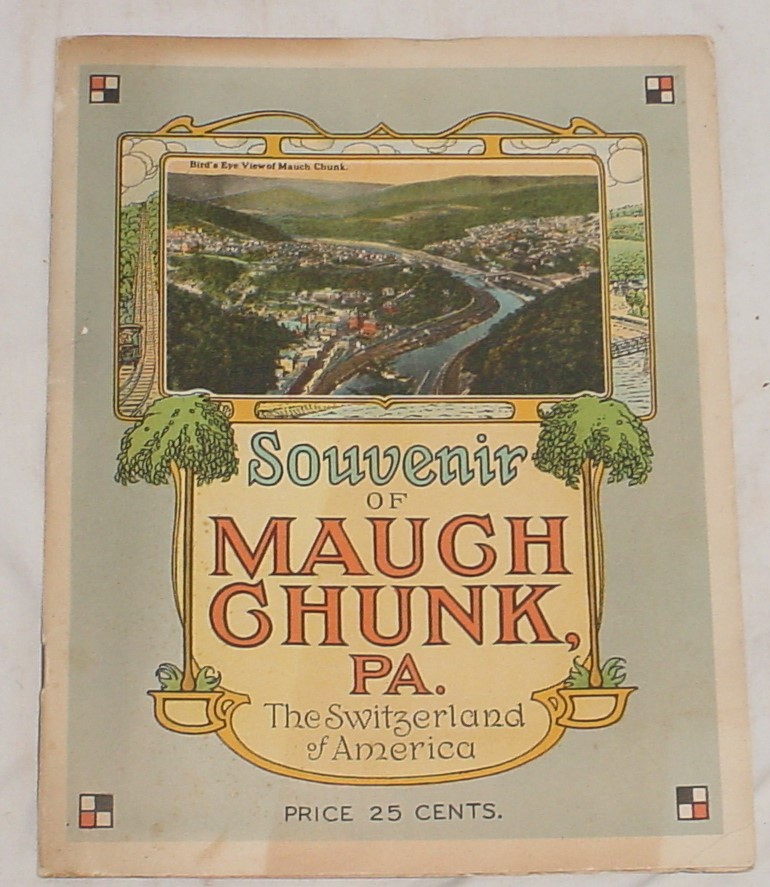 Bird's Eye View of Mauch Chunk.
Souvenir
OF
MAUCH
CHUNK,
PA.
The Switzerland
of America
PRICE 25 CENTS.